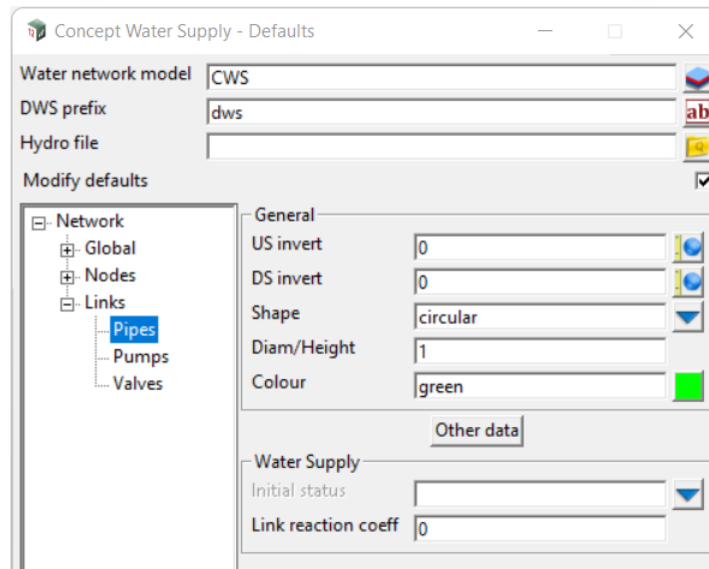 Concept Water Supply - Defaults
Water network model CWS
DWS prefix dws ab
Hydro file
Modify defaults
Network
Global
Nodes
Links
Pipes
Pumps
Valves
General
US invert 0
DS invert 0
Shape circular
Diam/Height 1
Colour green
Other data
Water Supply
Initial status
Link reaction coeff 0